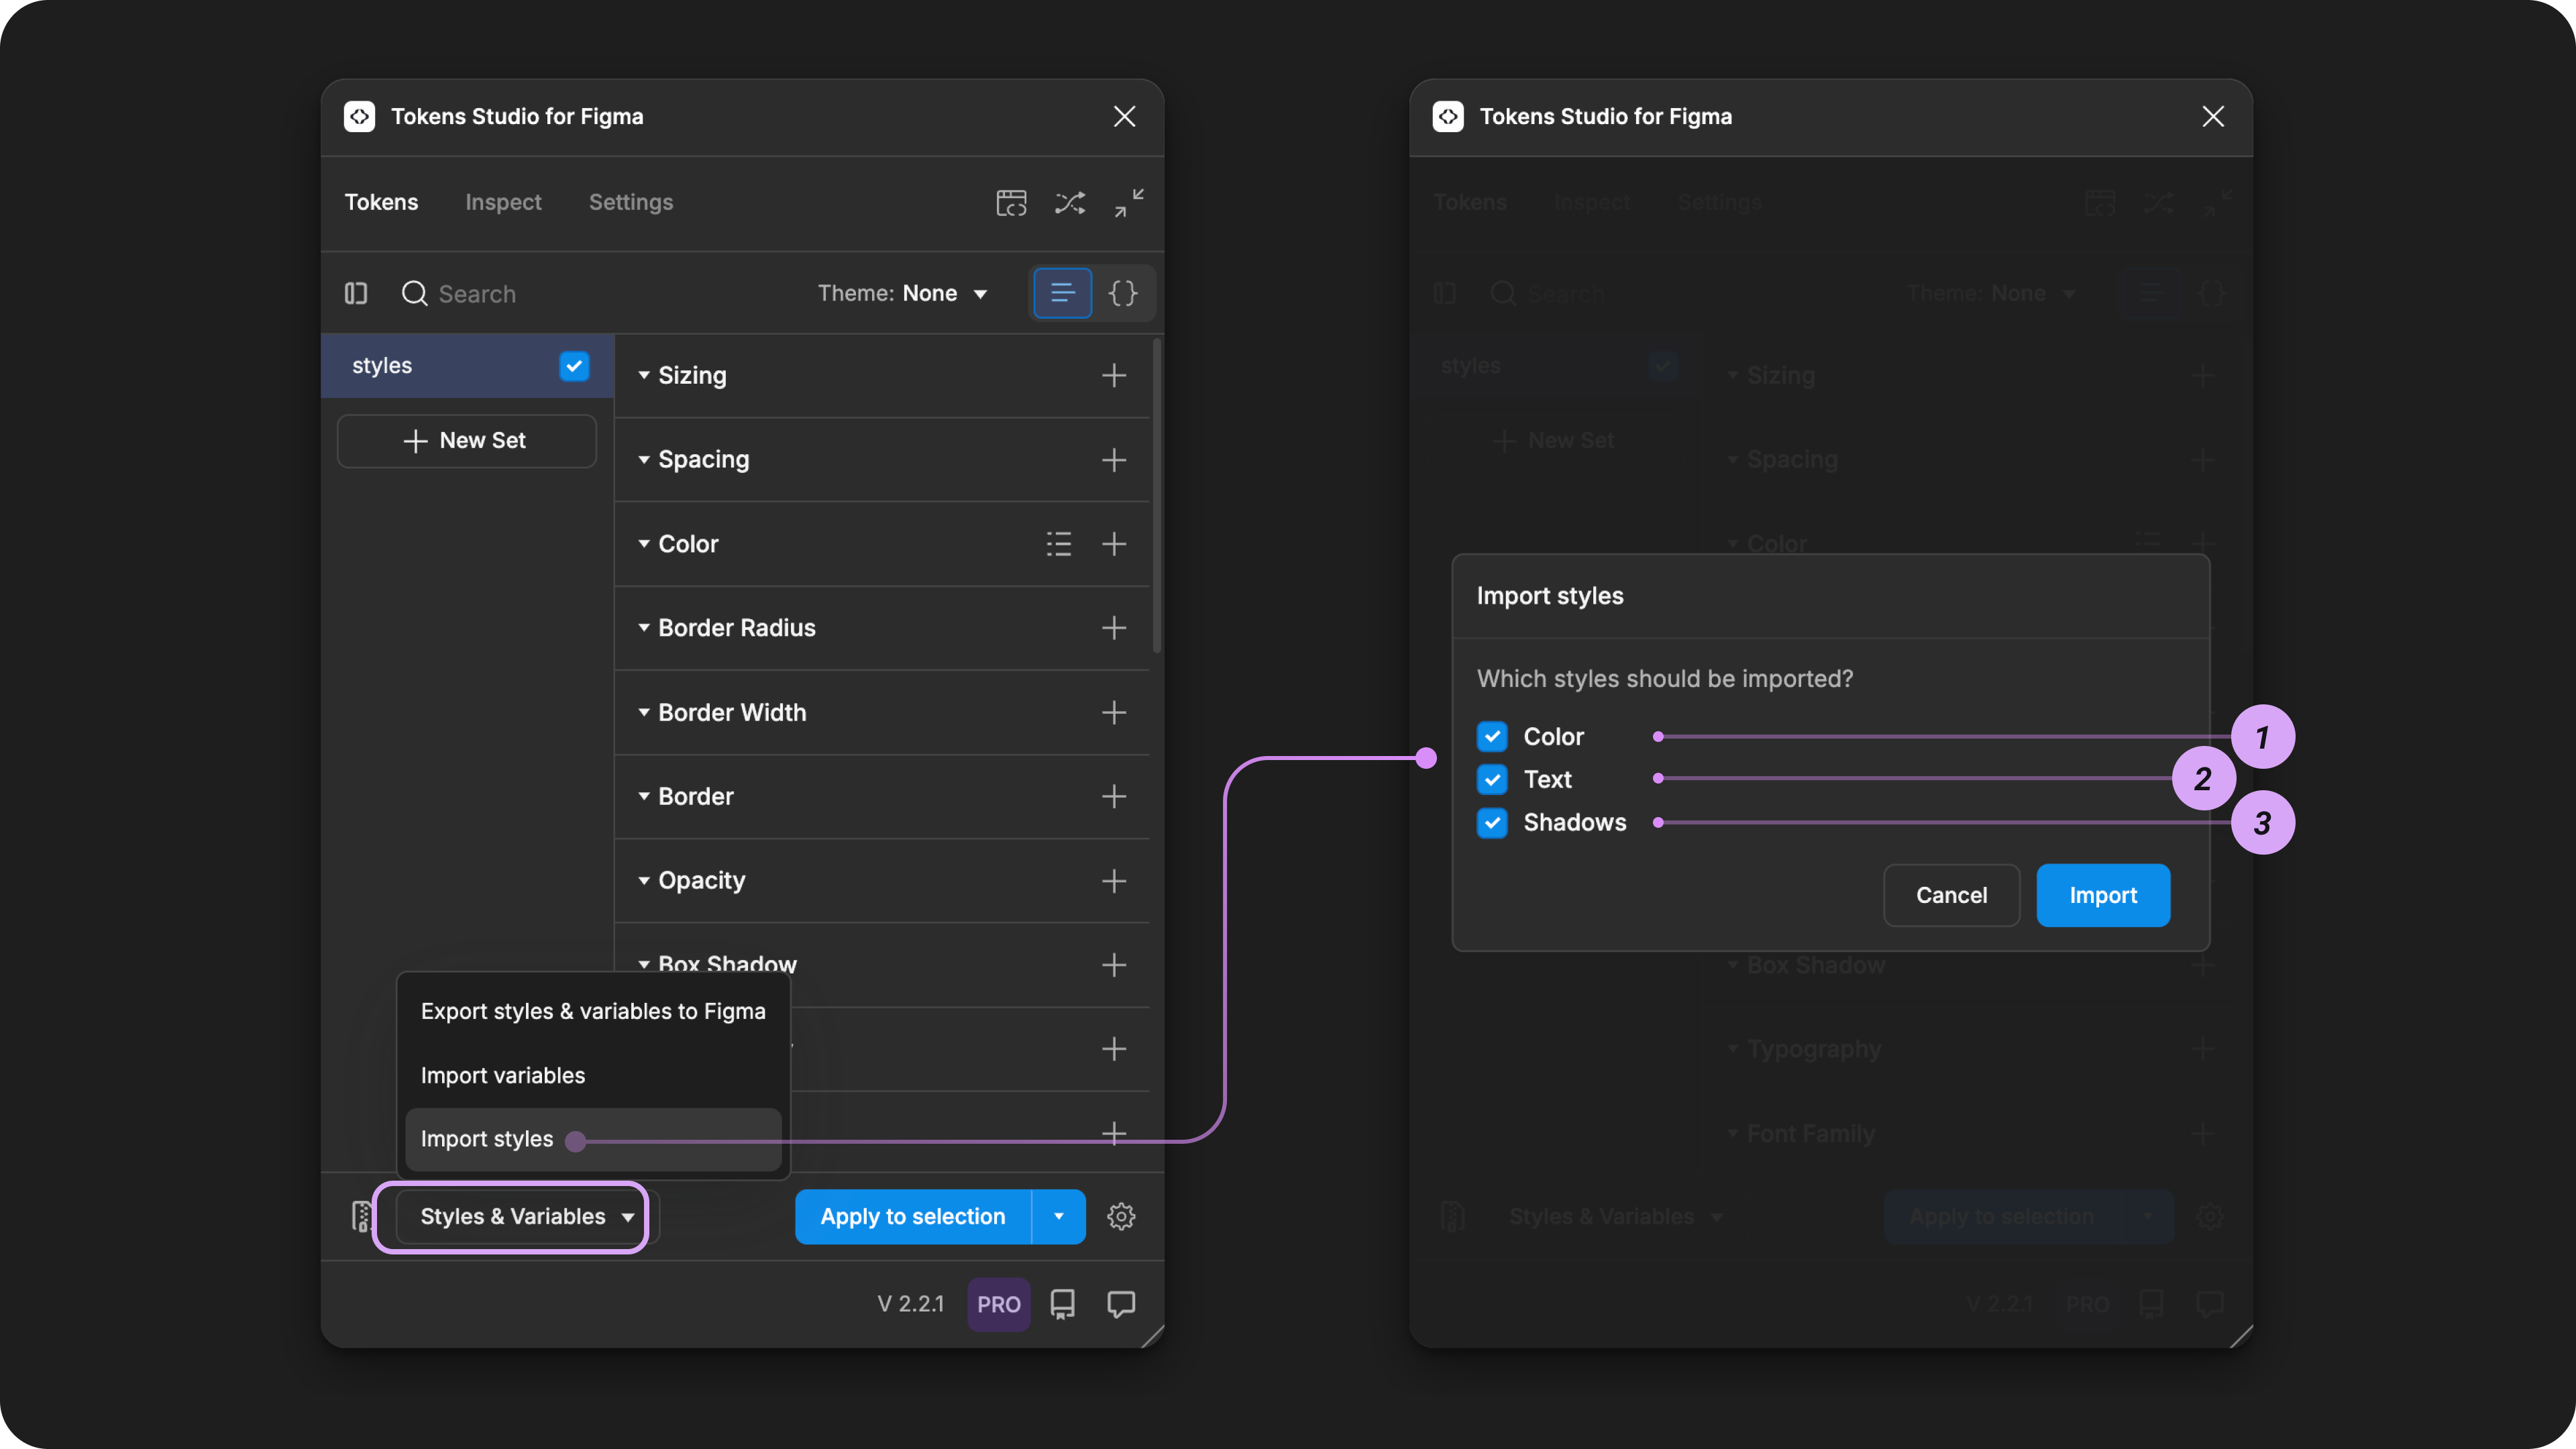 Tokens Studio for Figma
Tokens Inspect Settings
Search Theme: None
styles
New Set
Sizing
Spacing
Color
Border Radius
Border Width
Border
Opacity
Box Shadow
Export styles & variables to Figma
Import variables
Import styles
Styles & Variables
Apply to selection
V 2.2.1 PRO
Tokens Studio for Figma
Tokens Inspect Settings
Search Theme: None
styles
New Set
Sizing
Spacing
Color
Import styles
Which styles should be imported?
Color 1
Text 2
Shadows 3
Cancel Import
Box Shadow
Typography
Font Family
Styles & Variables Apply to selection
V 2.2.1 PRO